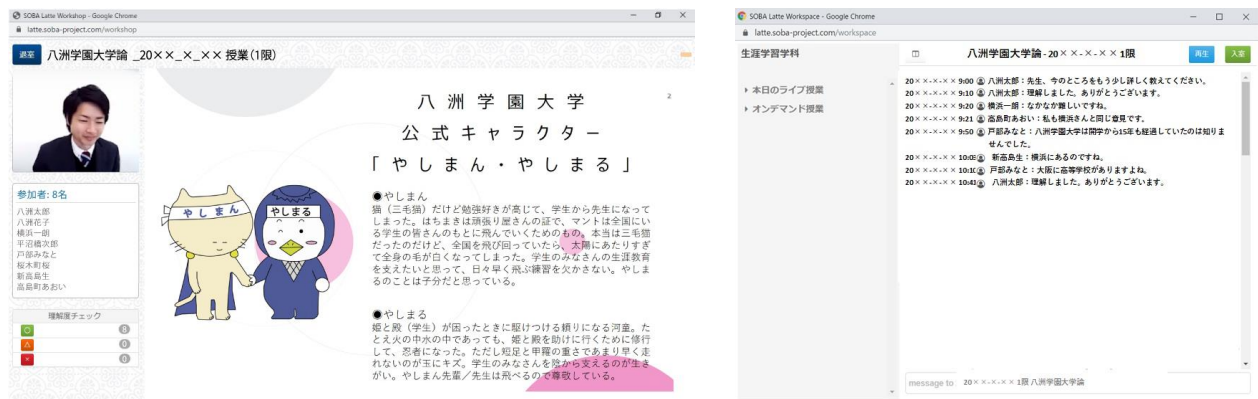 SOBA Latte Workshop - Google Chrome
latte.soba-project.com/workshop
退室 八洲学園大学論 _20××_×_×× 授業(1限)
参加者: 8名
八洲太郎
八洲花子
横浜一朗
平沼橋次郎
戸部みなと
桜木町桜
新高島生
高島町あおい
理解度チェック
8
0
0
2
八洲学園大学
公式キャラクター
「やしまん・やしまる」
やしまん
やしまる
●やしまん
猫（三毛猫）だけど勉強好きが高じて、学生から先生になって
しまった。はちまきは頑張り屋さんの証で、マントは全国にい
る学生の皆さんのもとに飛んでいくためのもの。本当は三毛猫
だったのだけど、全国を飛び回っていたら、太陽にあたりすぎ
て全身の毛が白くなってしまった。学生のみなさんの生涯教育
を支えたいと思って、日々早く飛ぶ練習を欠かさない。やしま
るのことは子分だと思っている。
●やしまる
姫と殿（学生）が困ったときに駆けつける頼りになる河童。た
とえ火の中水の中であっても、姫と殿を助けに行くために修行
して、忍者になった。ただし短足と甲羅の重さであまり早く走
れないのが玉にキズ。学生のみなさんを陰から支えるのが生き
がい。やしまん先輩／先生は飛べるので尊敬している。
SOBA Latte Workspace - Google Chrome
latte.soba-project.com/workspace
生涯学習学科
本日のライブ授業
オンデマンド授業
八洲学園大学論 - 20××-×-×× 1限
再生 入室
20××-×-×× 9:00 八洲太郎：先生、今のところをもう少し詳しく教えてください。
20××-×-×× 9:10 八洲太郎：理解しました。ありがとうございます。
20××-×-×× 9:20 横浜一朗：なかなか難しいですね。
20××-×-×× 9:21 高島町あおい：私も横浜さんと同じ意見です。
20××-×-×× 9:50 戸部みなと：八洲学園大学は開学から15年も経過していたのは知りま
せんでした。
20××-×-×× 10:03 新高島生：横浜にあるのですね。
20××-×-×× 10:10 戸部みなと：大阪に高等学校がありますよね。
20××-×-×× 10:41 八洲太郎：理解しました。ありがとうございます。
message to 20××-×-×× 1限 八洲学園大学論